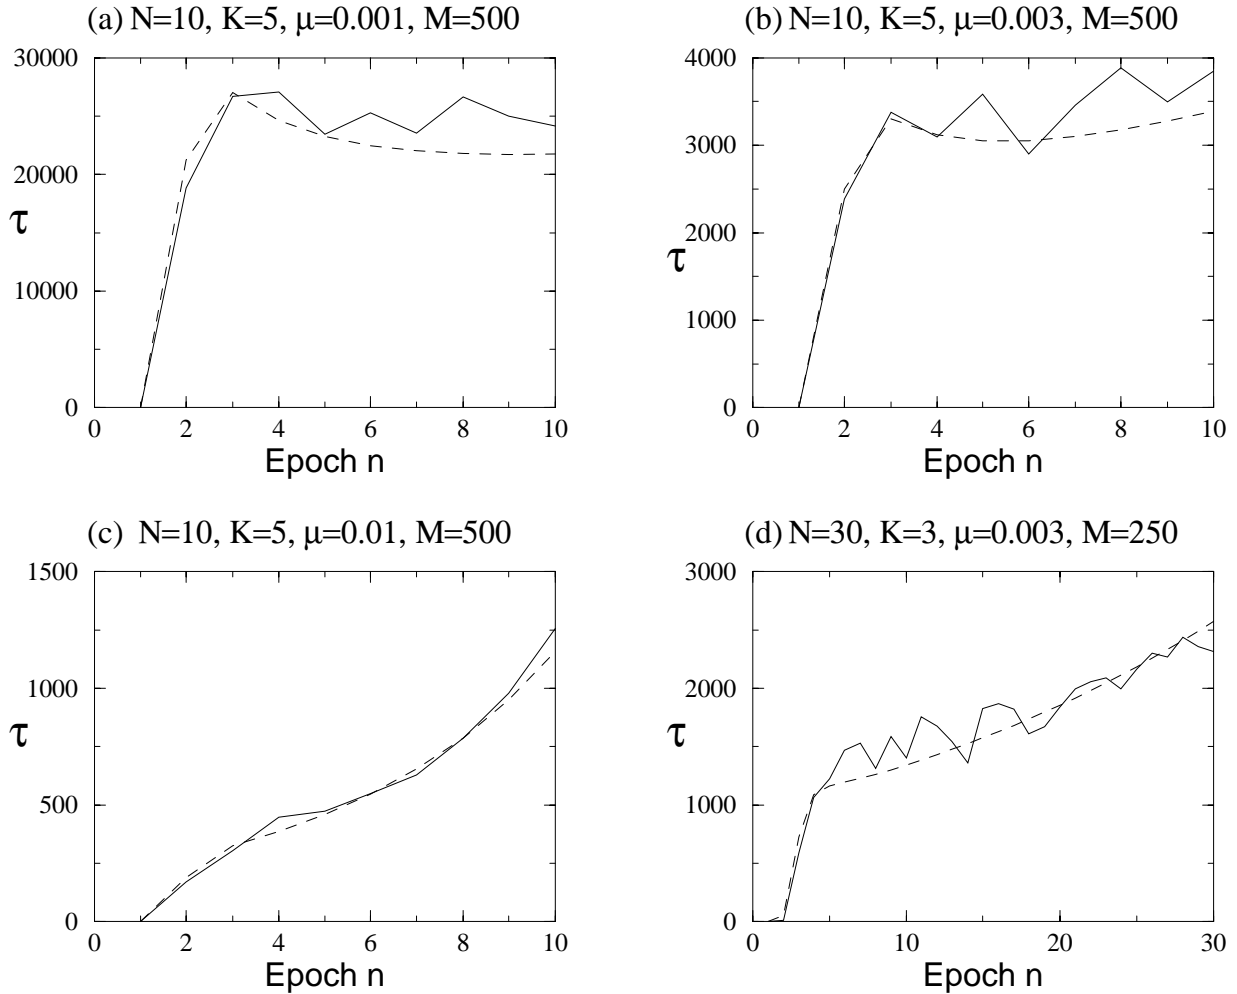 (a) N=10, K=5, μ=0.001, M=500
30000
20000
10000
0
τ
0 2 4 6 8 10
Epoch n
(b) N=10, K=5, μ=0.003, M=500
4000
3000
2000
1000
0
τ
0 2 4 6 8 10
Epoch n
(c) N=10, K=5, μ=0.01, M=500
1500
1000
500
0
τ
0 2 4 6 8 10
Epoch n
(d) N=30, K=3, μ=0.003, M=250
3000
2000
1000
0
τ
0 10 20 30
Epoch n